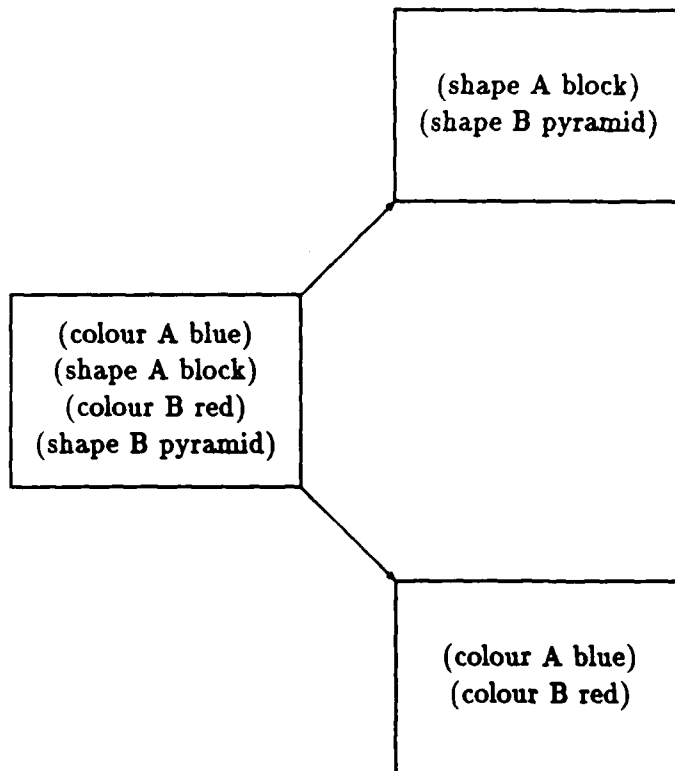 (shape A block)
(shape B pyramid)
(colour A blue)
(shape A block)
(colour B red)
(shape B pyramid)
(colour A blue)
(colour B red)